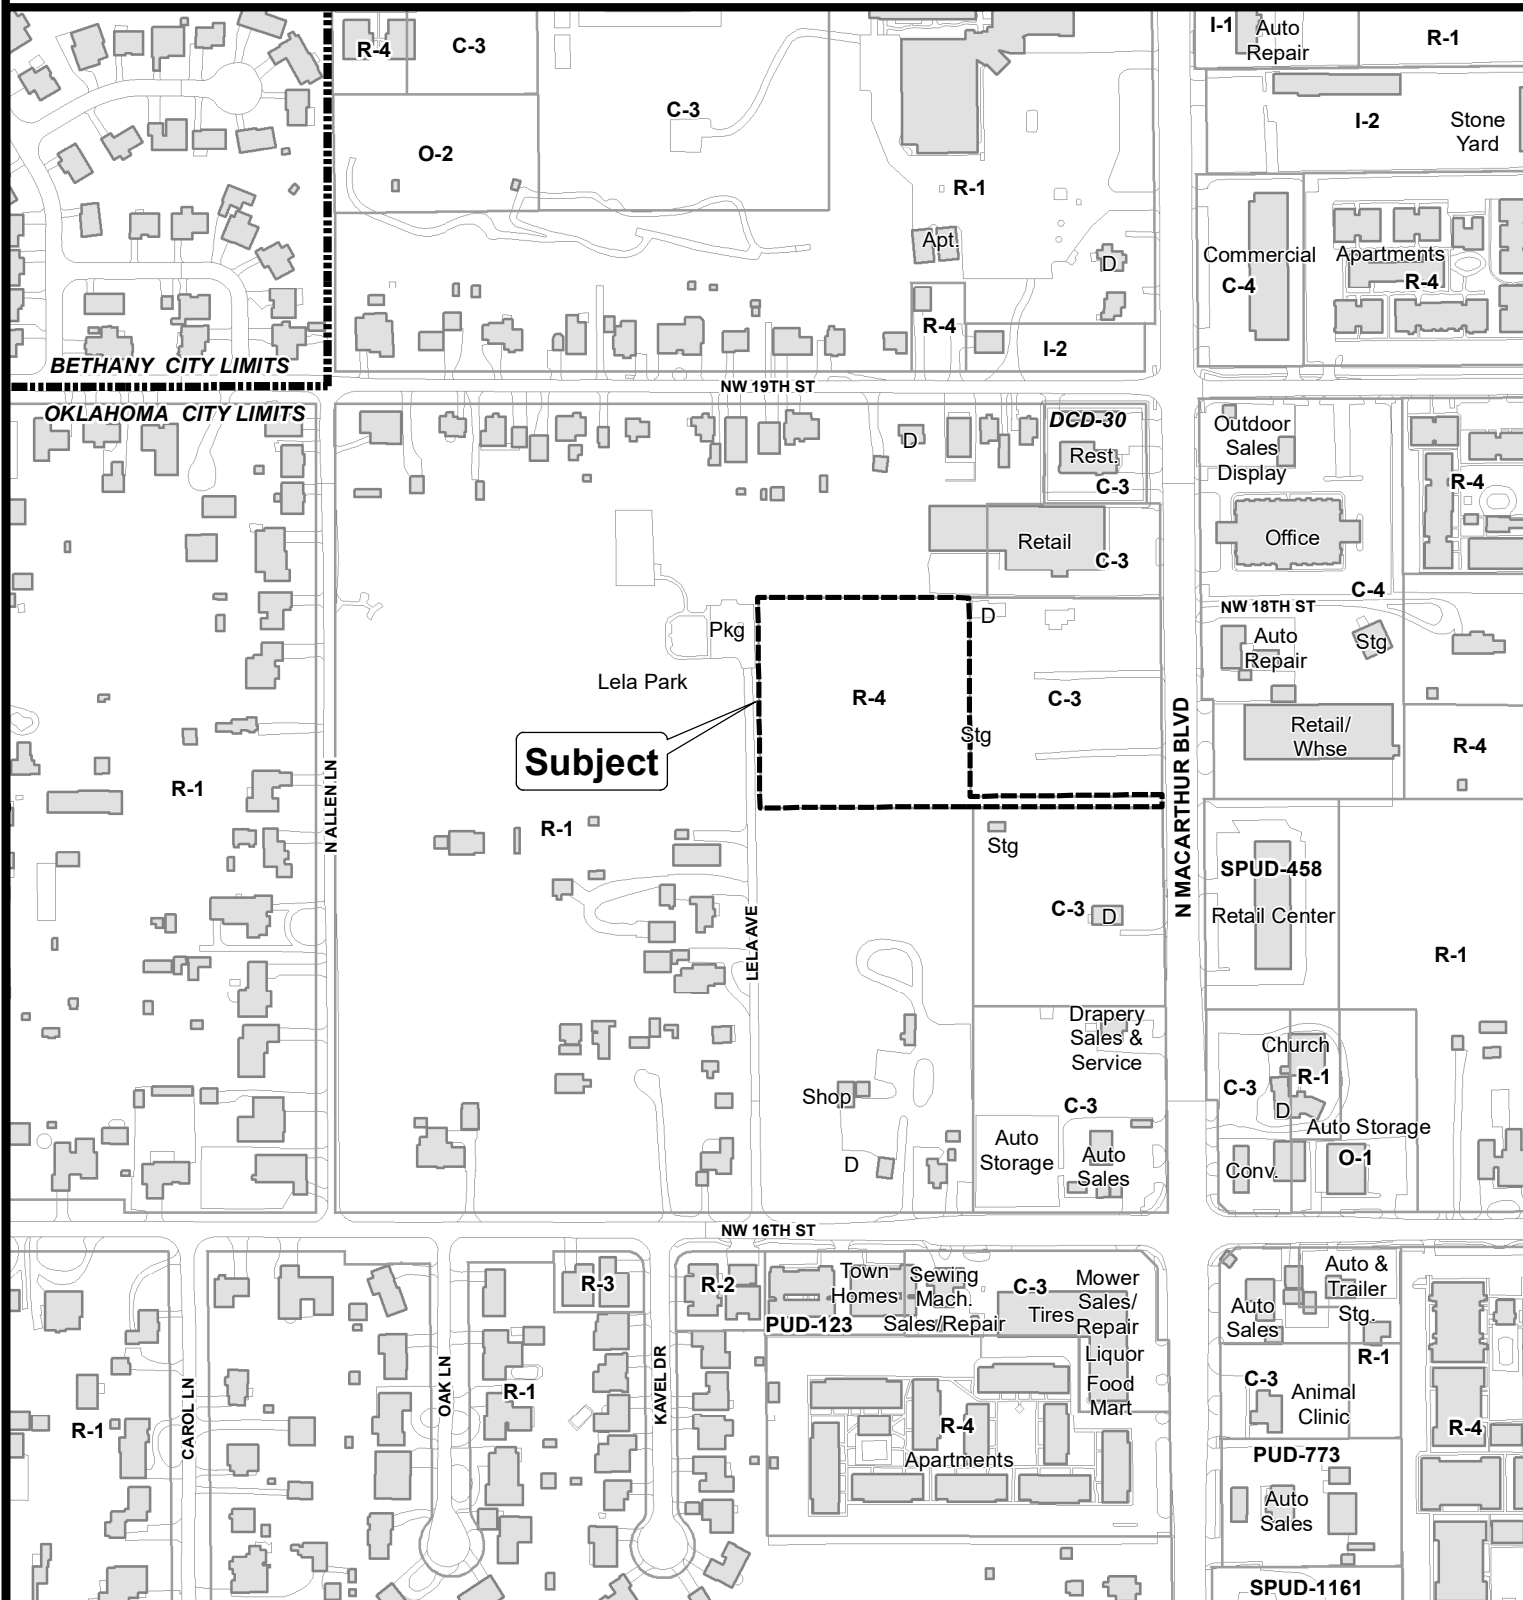 I-1
Auto
Repair
R-1
R-4
C-3
C-3
I-2
Stone
Yard
O-2
R-1
Apt.
D
Commercial
C-4
Apartments
R-4
R-4
I-2
BETHANY CITY LIMITS
NW 19TH ST
OKLAHOMA CITY LIMITS
DCD-30
Rest.
C-3
D
Outdoor
Sales
Display
R-4
Retail
C-3
Office
C-4
NW 18TH ST
D
Pkg
Auto
Repair
Stg
Lela Park
R-4
C-3
Stg
N MACARTHUR BLVD
Retail/
Whse
R-4
Subject
R-1
N ALLEN LN
R-1
Stg
SPUD-458
Retail Center
C-3
D
LELA AVE
R-1
Drapery
Sales &
Service
Church
C-3
R-1
D
Shop
C-3
Auto Storage
O-1
Auto
Storage
Auto
Sales
D
Conv.
NW 16TH ST
R-3
R-2
Town
Homes
PUD-123
Sewing
Mach.
Sales/Repair
C-3
Tires
Mower
Sales/
Repair
Liquor
Food
Mart
Auto
Sales
Auto &
Trailer
Stg.
R-1
CAROL LN
OAK LN
KAVEL DR
R-1
R-1
C-3
Animal
Clinic
R-4
Apartments
R-4
PUD-773
Auto
Sales
SPUD-1161